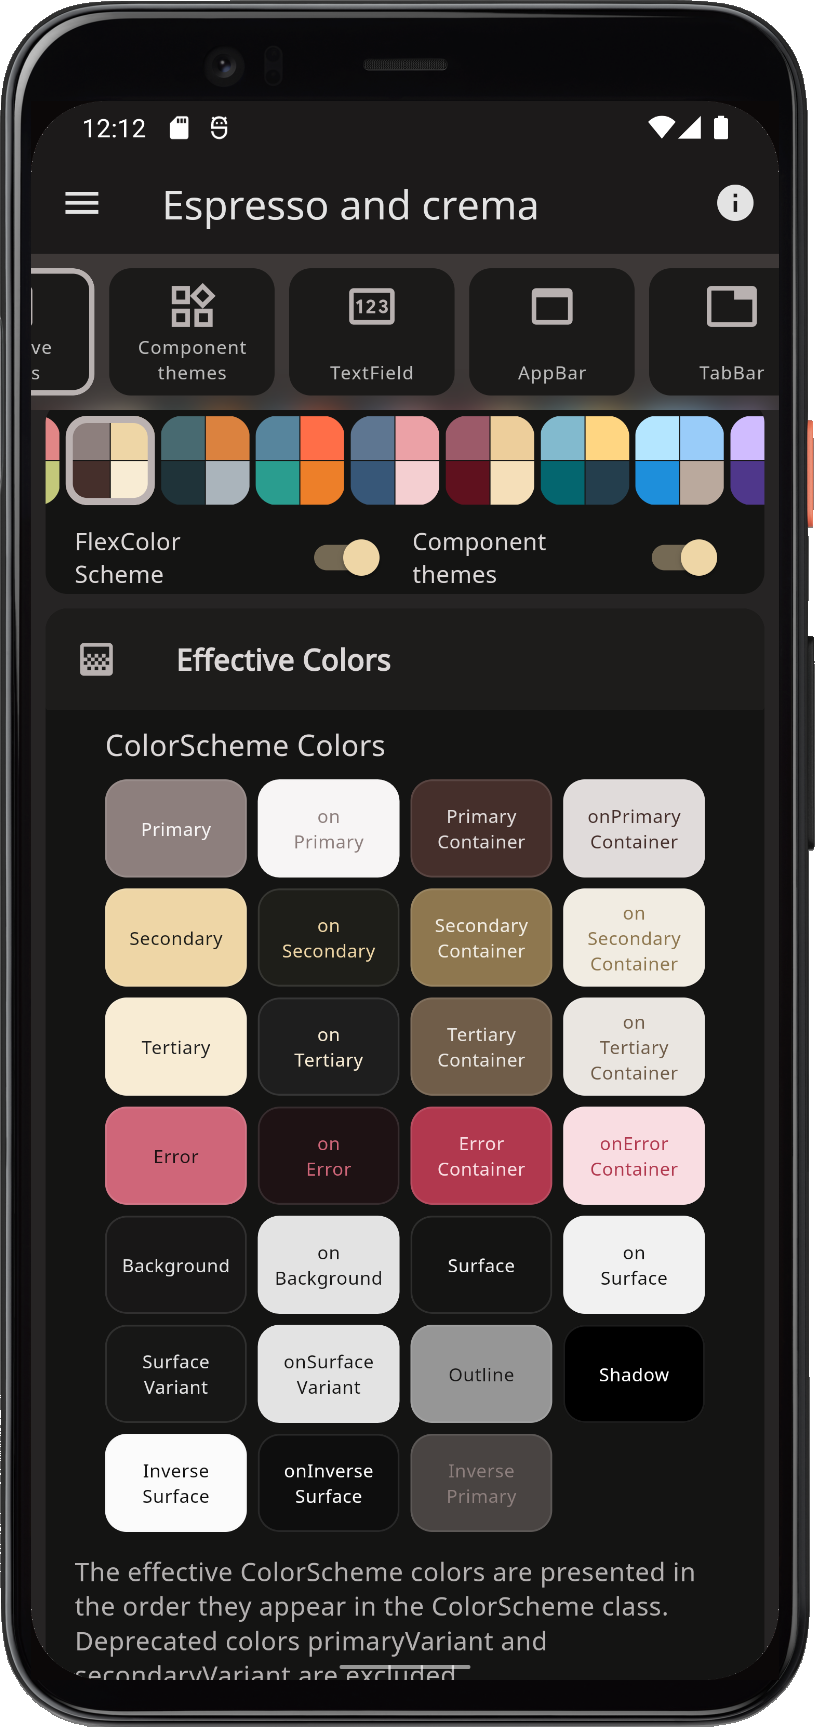 12:12
Espresso and crema
ve
s
Component
themes
123
TextField
AppBar
TabBar
FlexColor
Scheme
Component
themes
Effective Colors
ColorScheme Colors
Primary
on
Primary
Primary
Container
onPrimary
Container
Secondary
on
Secondary
Secondary
Container
on
Secondary
Container
Tertiary
on
Tertiary
Tertiary
Container
on
Tertiary
Container
Error
on
Error
Error
Container
onError
Container
Background
on
Background
Surface
on
Surface
Surface
Variant
onSurface
Variant
Outline
Shadow
Inverse
Surface
onInverse
Surface
Inverse
Primary
The effective ColorScheme colors are presented in
the order they appear in the ColorScheme class.
Deprecated colors primaryVariant and
secondaryVariant are excluded